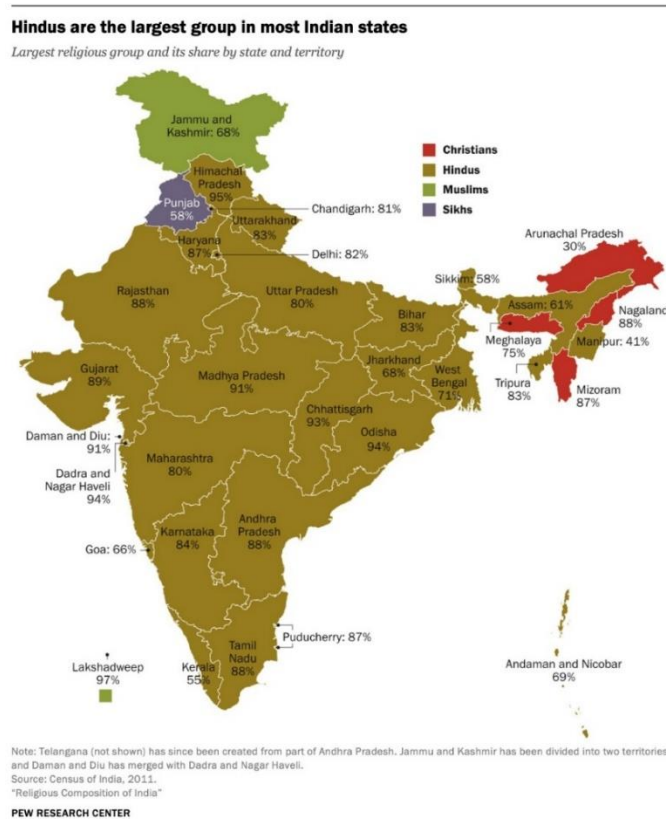 Hindus are the largest group in most Indian states
Largest religious group and its share by state and territory
Jammu and
Kashmir: 68%
Christians
Hindus
Muslims
Sikhs
Himachal
Pradesh
95%
Punjab
58%
Chandigarh: 81%
Uttarakhand
83%
Haryana
87%
Delhi: 82%
Arunachal Pradesh
30%
Rajasthan
88%
Uttar Pradesh
80%
Sikkim: 58%
Assam: 61%
Nagaland
88%
Bihar
83%
Meghalaya
75%
Manipur: 41%
Gujarat
89%
Madhya Pradesh
91%
Jharkhand
68%
West
Bengal
71%
Tripura
83%
Mizoram
87%
Chhattisgarh
93%
Odisha
94%
Daman and Diu:
91%
Dadra and
Nagar Haveli
94%
Maharashtra
80%
Goa: 66%
Karnataka
84%
Andhra
Pradesh
88%
Puducherry: 87%
Lakshadweep
97%
Kerala
55%
Tamil
Nadu
88%
Andaman and Nicobar
69%
Note: Telangana (not shown) has since been created from part of Andhra Pradesh. Jammu and Kashmir has been divided into two territories
and Daman and Diu has merged with Dadra and Nagar Haveli.
Source: Census of India, 2011.
"Religious Composition of India"
PEW RESEARCH CENTER